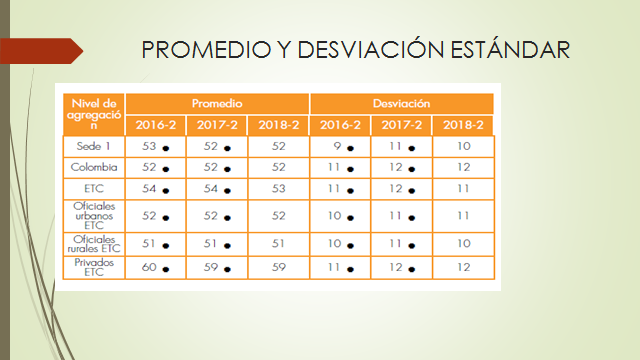 PROMEDIO Y DESVIACIÓN ESTÁNDAR
Nivel de agregación Promedio Desviación
2016-2 2017-2 2018-2 2016-2 2017-2 2018-2
Sede 1 53 • 52 • 52 9 • 11 • 10
Colombia 52 • 52 • 52 11 • 12 • 12
ETC 54 • 54 • 53 11 • 12 • 11
Oficiales urbanos ETC 52 • 52 • 52 10 • 11 • 11
Oficiales rurales ETC 51 • 51 • 51 10 • 11 • 10
Privados ETC 60 • 59 • 59 11 • 12 • 12